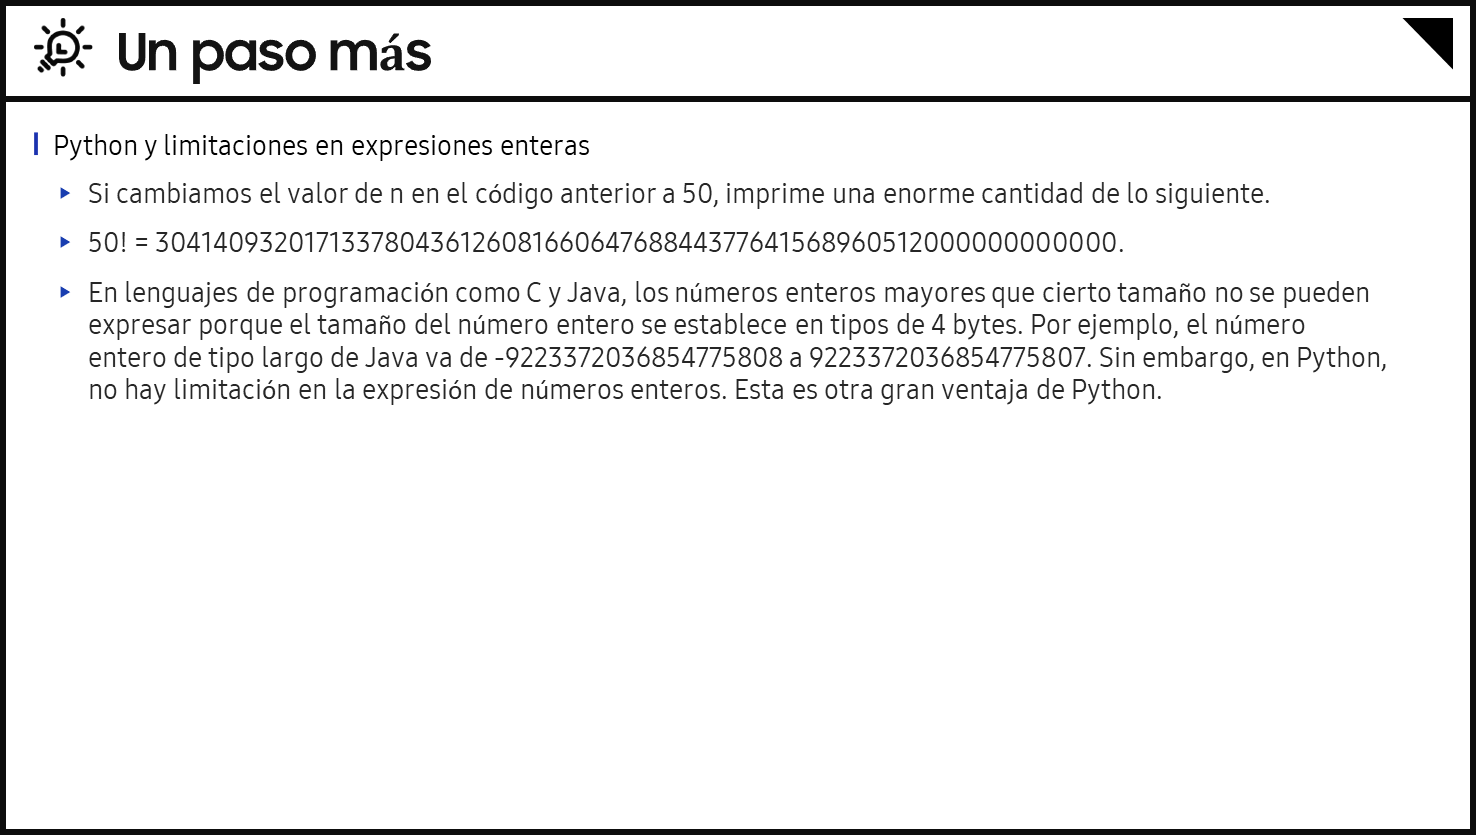 Un paso más
Python y limitaciones en expresiones enteras
Si cambiamos el valor de n en el código anterior a 50, imprime una enorme cantidad de lo siguiente.
50! = 30414093201713378043612608166064768844377641568960512000000000000.
En lenguajes de programación como C y Java, los números enteros mayores que cierto tamaño no se pueden
expresar porque el tamaño del número entero se establece en tipos de 4 bytes. Por ejemplo, el número
entero de tipo largo de Java va de -9223372036854775808 a 9223372036854775807. Sin embargo, en Python,
no hay limitación en la expresión de números enteros. Esta es otra gran ventaja de Python.